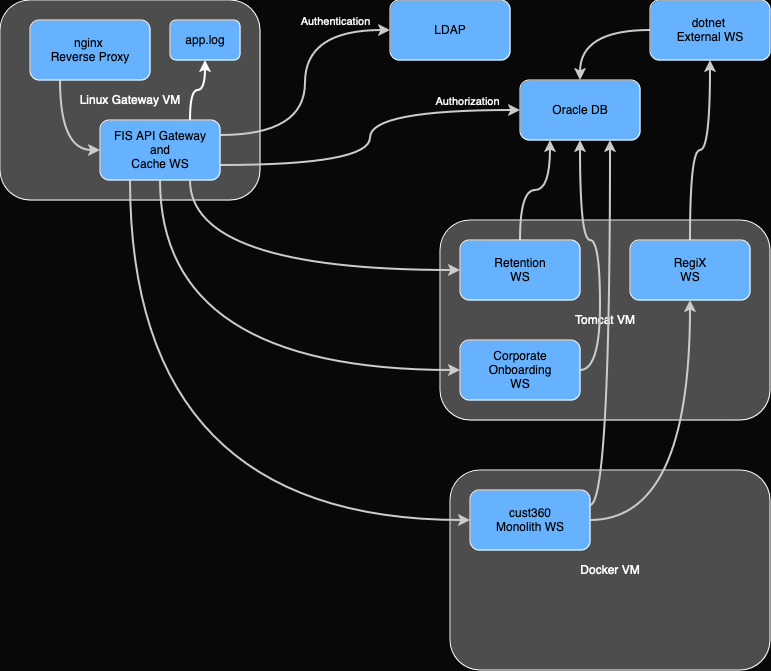 nginx
Reverse Proxy
app.log
Linux Gateway VM
FIS API Gateway
and
Cache WS
Authentication
LDAP
dotnet
External WS
Authorization
Oracle DB
Retention
WS
RegiX
WS
Tomcat VM
Corporate
Onboarding
WS
cust360
Monolith WS
Docker VM